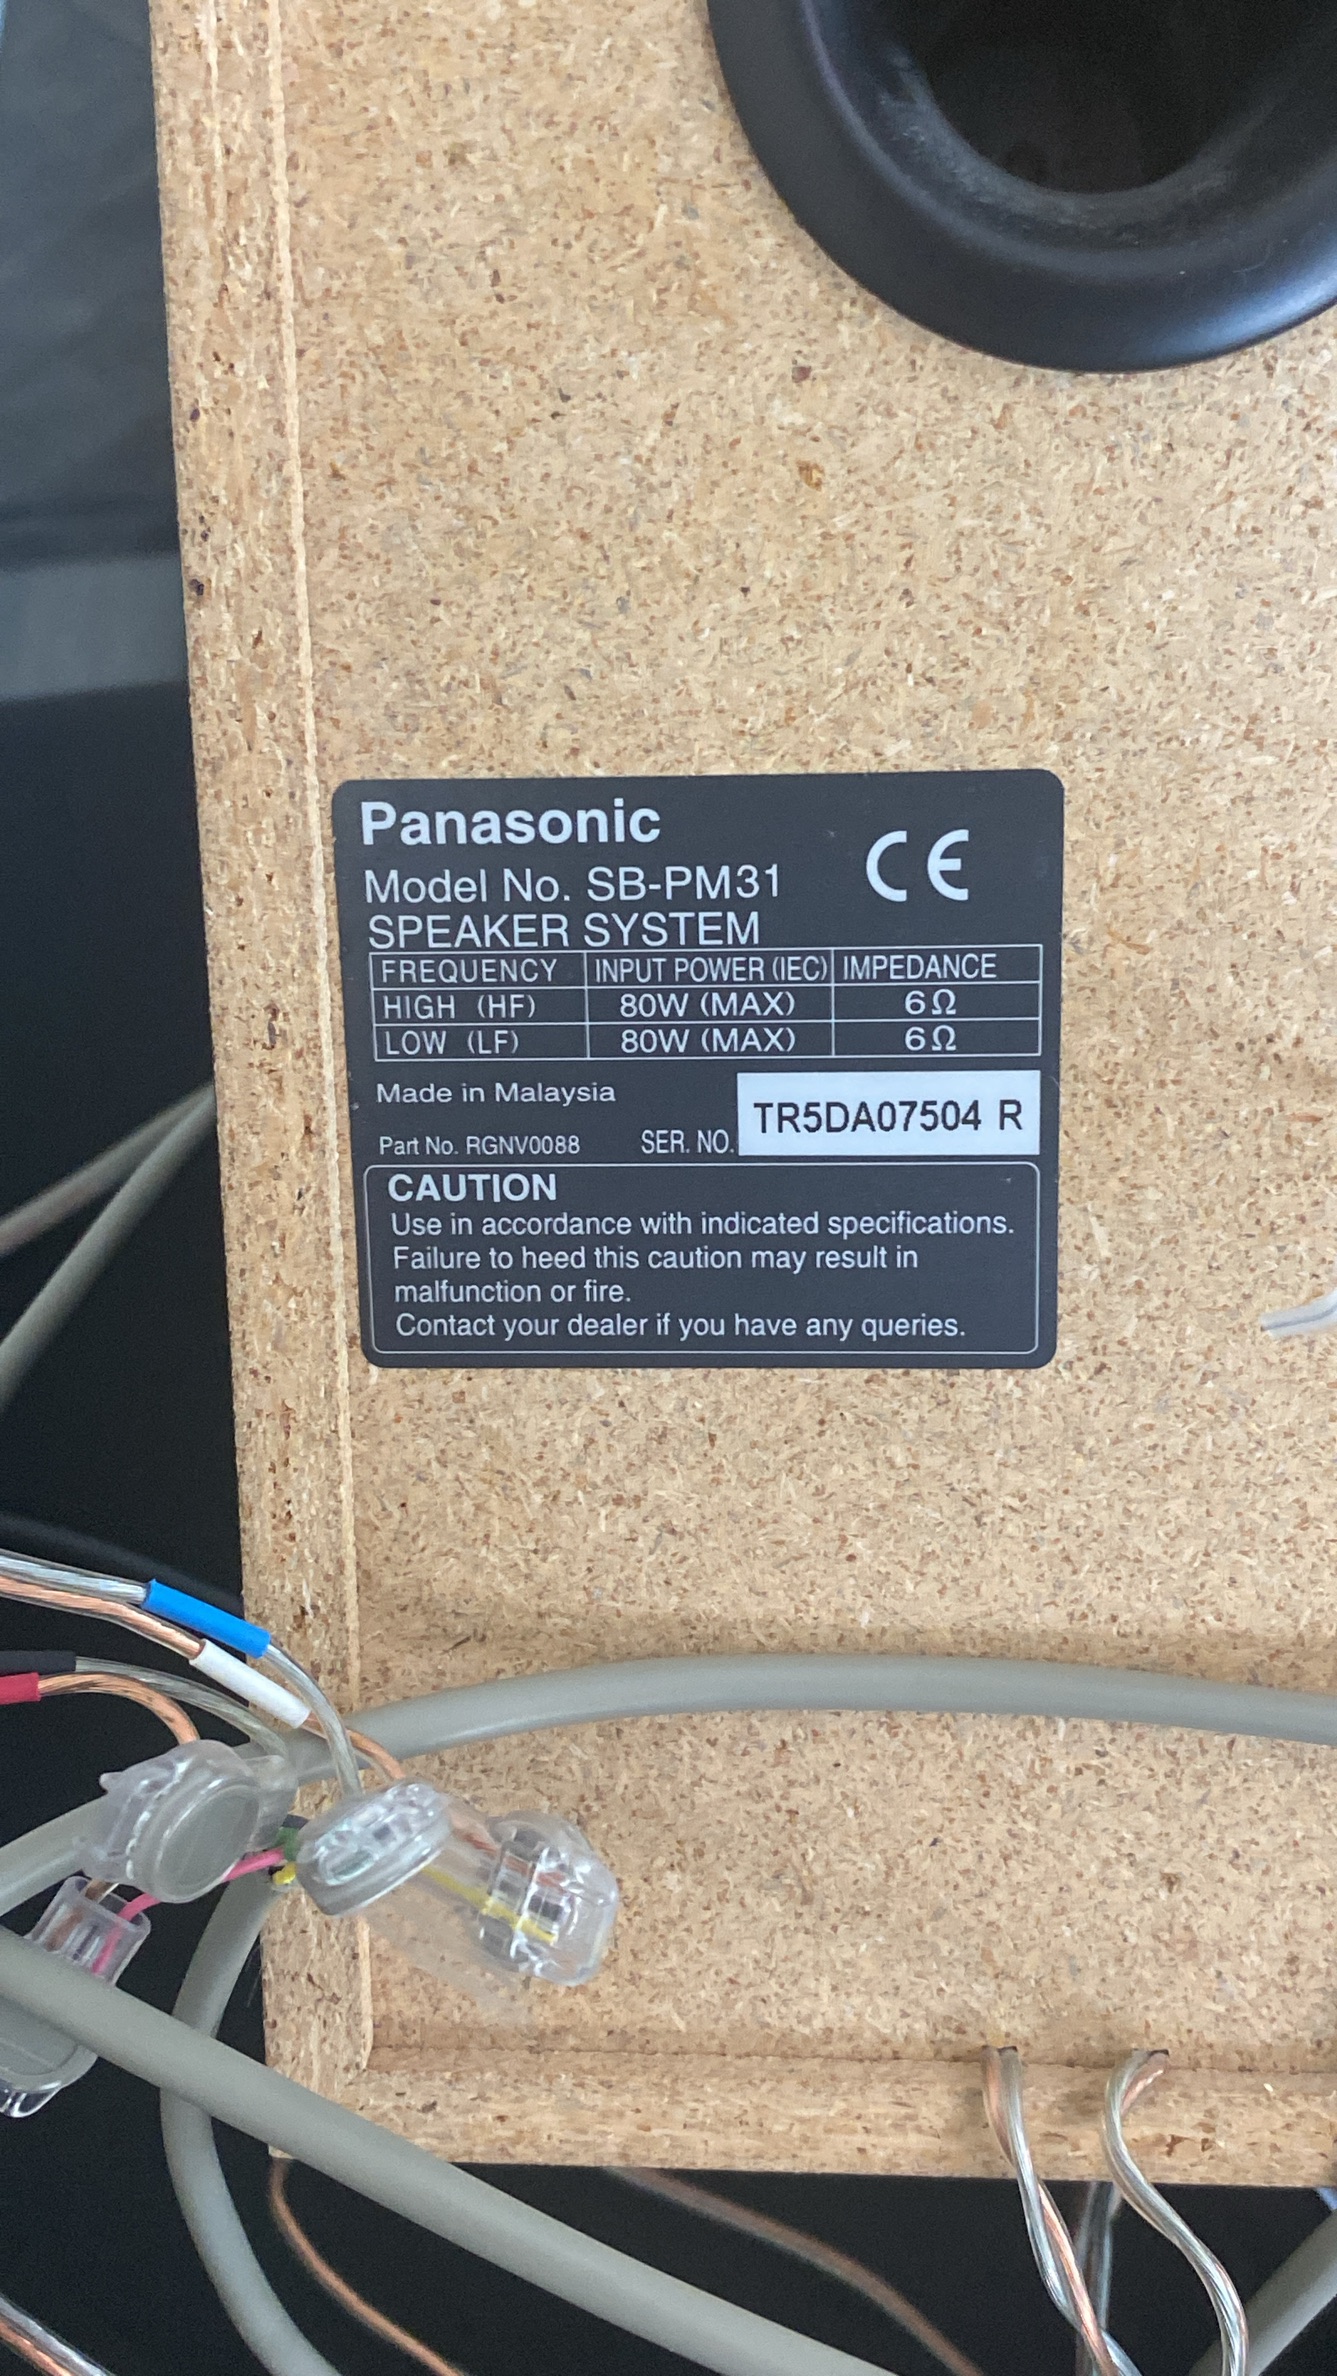 Panasonic
CE
Model No. SB-PM31
SPEAKER SYSTEM
FREQUENCY INPUT POWER (IEC) IMPEDANCE
HIGH (HF) 80W (MAX) 6Ω
LOW (LF) 80W (MAX) 6Ω
Made in Malaysia
Part No. RGNV0088 SER. NO. TR5DA07504 R
CAUTION
Use in accordance with indicated specifications.
Failure to heed this caution may result in
malfunction or fire.
Contact your dealer if you have any queries.